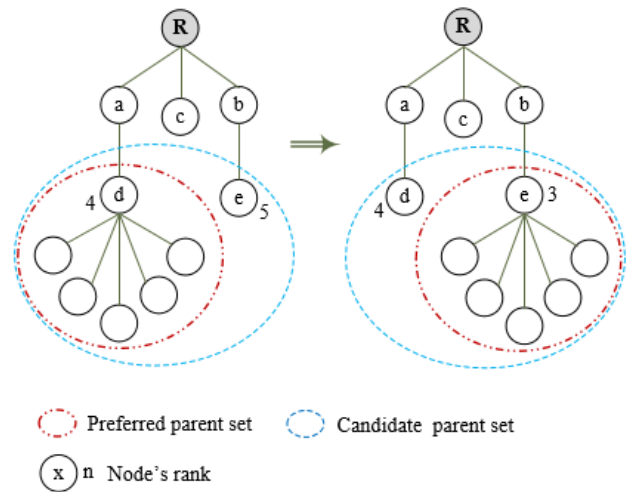 R
R
a
c
b
a
c
b
4
d
e
5
4
d
e
3
Preferred parent set
Candidate parent set
x n Node's rank